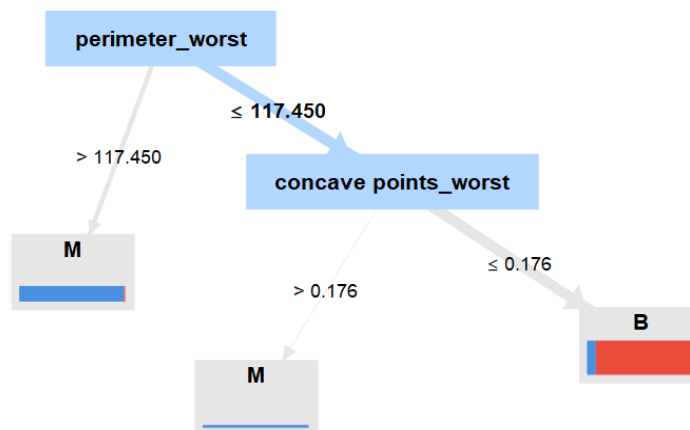 perimeter_worst
≤ 117.450
> 117.450
concave points_worst
M
≤ 0.176
> 0.176
B
M